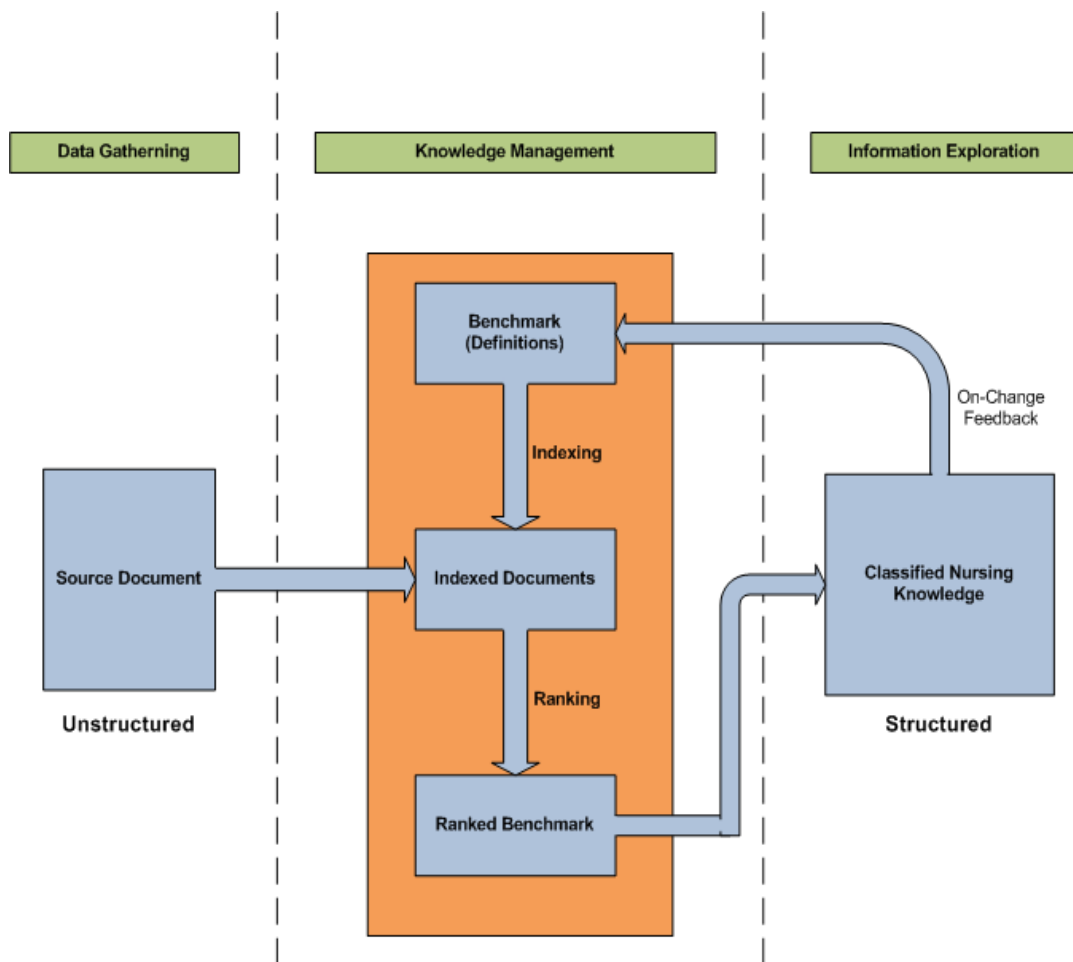 Data Gatherning
Knowledge Management
Information Exploration
Benchmark
(Definitions)
On-Change
Feedback
Indexing
Source Document
Indexed Documents
Classified Nursing
Knowledge
Unstructured
Ranking
Structured
Ranked Benchmark